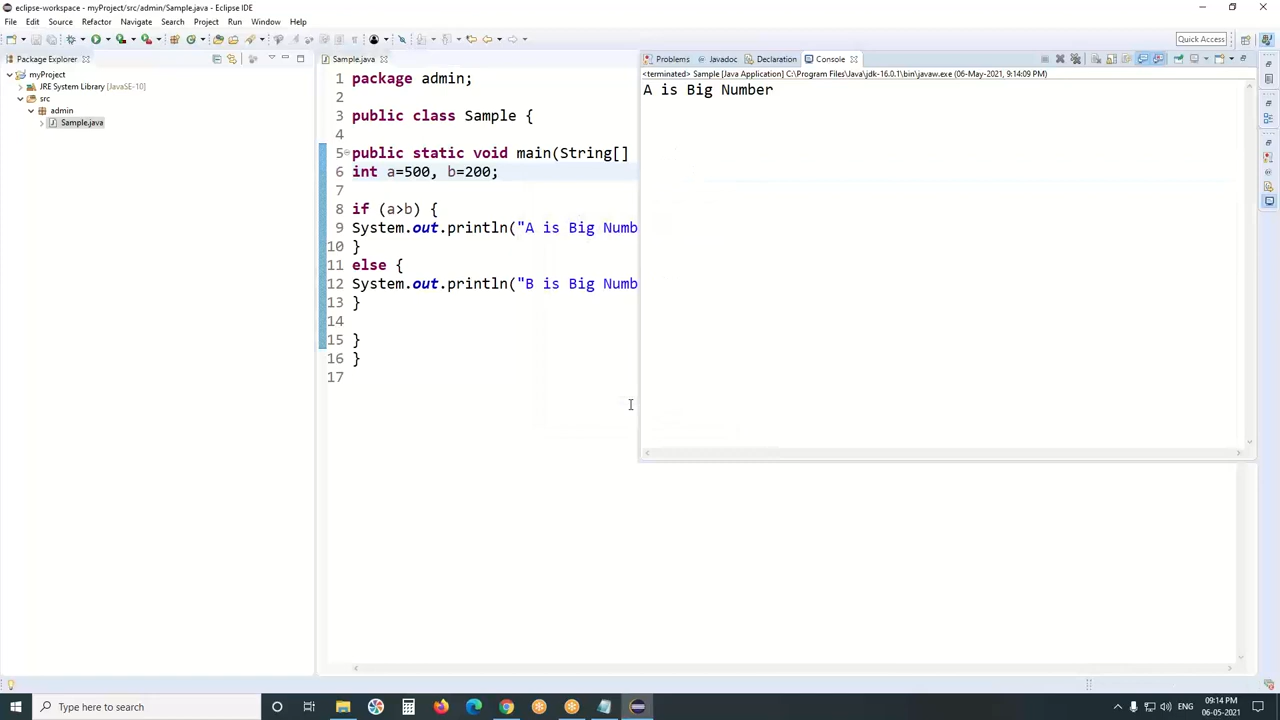 eclipse-workspace - myProject/src/admin/Sample.java - Eclipse IDE
File Edit Source Refactor Navigate Search Project Run Window Help
Quick Access
Package Explorer
myProject
JRE System Library [JavaSE-10]
src
admin
Sample.java
Sample.java
1 package admin;
2
3 public class Sample {
4
5 public static void main(String[]
6 int a=500, b=200;
7
8 if (a>b) {
9 System.out.println("A is Big Numb
10 }
11 else {
12 System.out.println("B is Big Numb
13 }
14
15 }
16 }
17
Problems Javadoc Declaration Console
<terminated> Sample [Java Application] C:\Program Files\Java\jdk-16.0.1\bin\javaw.exe (06-May-2021, 9:14:09 PM)
A is Big Number
Type here to search
ENG
09:14 PM
06-05-2021